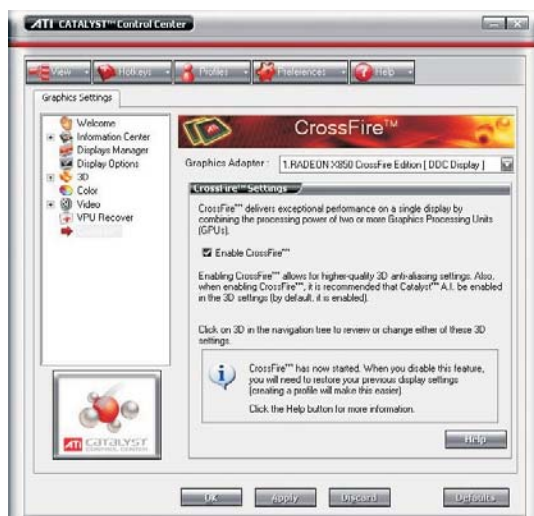 ATI CATALYST™ Control Center
View
Hotkeys
Profiles
Preferences
Help
Graphics Settings
Welcome
Information Center
Displays Manager
Display Options
3D
Color
Video
VPU Recover
CrossFire™
Graphics Adapter :
1.RADEON X850 CrossFire Edition [ DDC Display ]
CrossFire™ Settings
CrossFire™ delivers exceptional performance on a single display by
combining the processing power of two or more Graphics Processing Units
(GPUs).
Enable CrossFire™
Enabling CrossFire™ allows for higher-quality 3D anti-aliasing settings. Also,
when enabling CrossFire™, it is recommended that Catalyst™ A.I. be enabled
in the 3D settings (by default, it is enabled).
Click on 3D in the navigation tree to review or change either of these 3D
settings.
CrossFire™ has now started. When you disable this feature,
you will need to restore your previous display settings
(creating a profile will make this easier).
Click the Help button for more information.
Help
ATI CATALYST
CONTROL CENTER
OK
Apply
Discard
Defaults